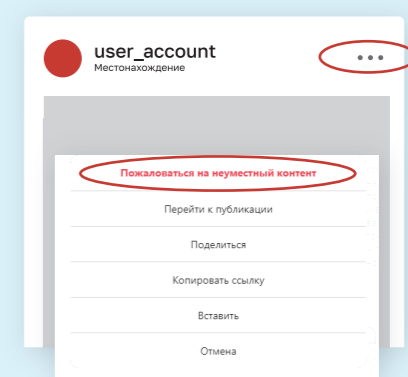 user_account
Местонахождение
Пожаловаться на неуместный контент
Перейти к публикации
Поделиться
Копировать ссылку
Вставить
Отмена